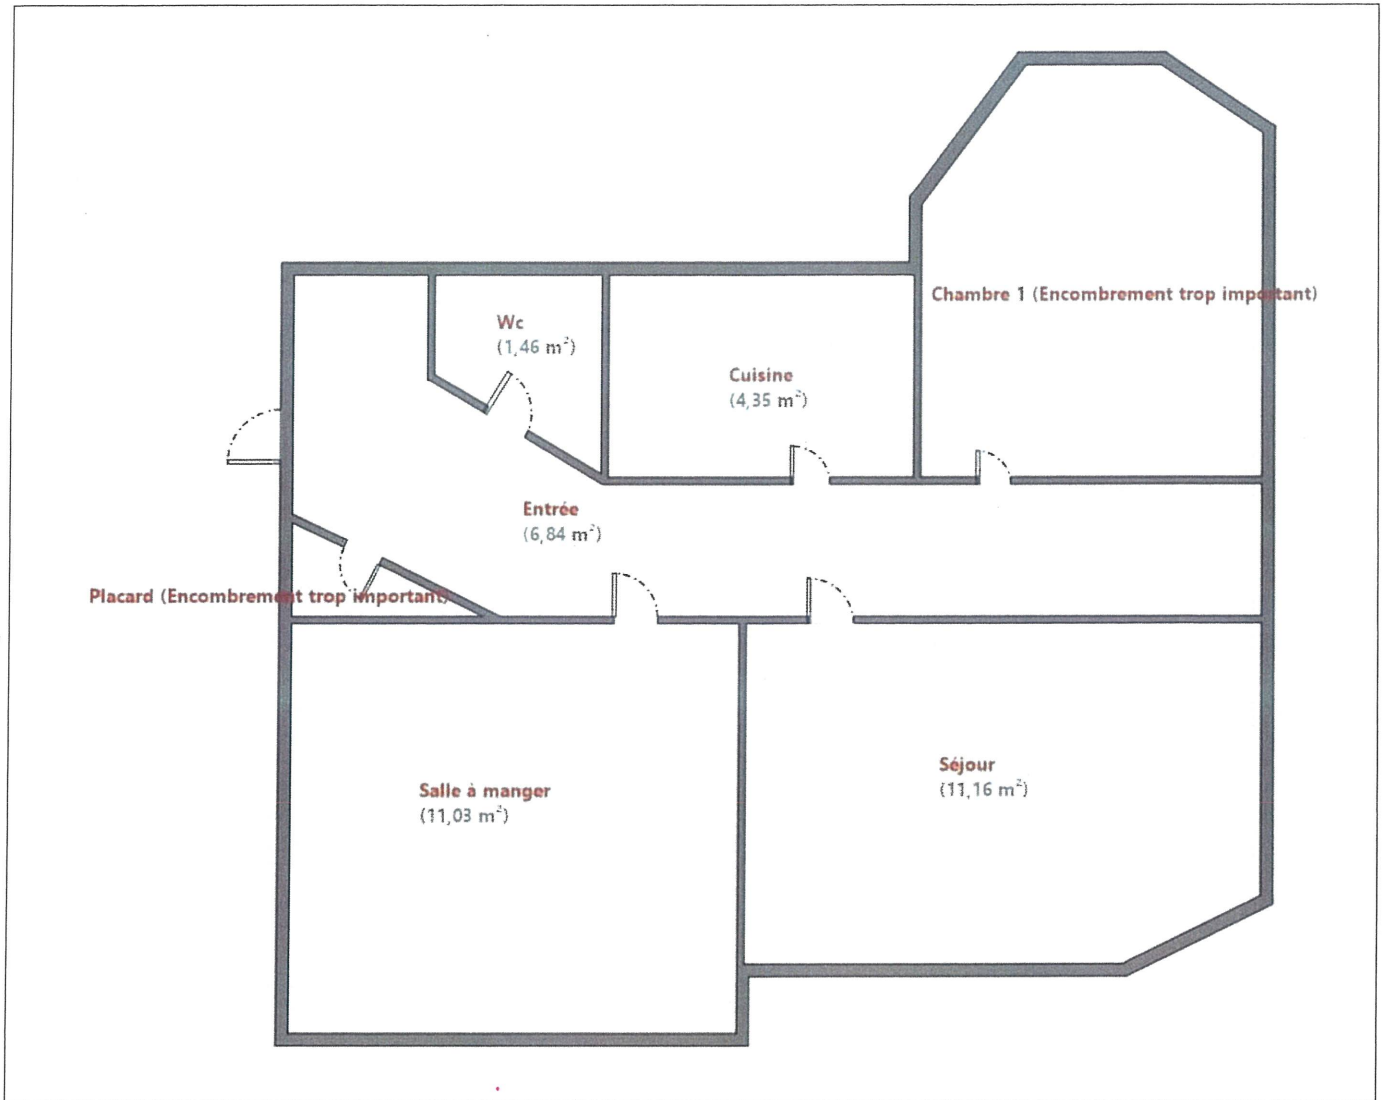 Chambre 1 (Encombrement trop important)
Wc
(1,46 m²)
Cuisine
(4,35 m²)
Entrée
(6,84 m²)
Placard (Encombrement trop important)
Séjour
(11,16 m²)
Salle à manger
(11,03 m²)